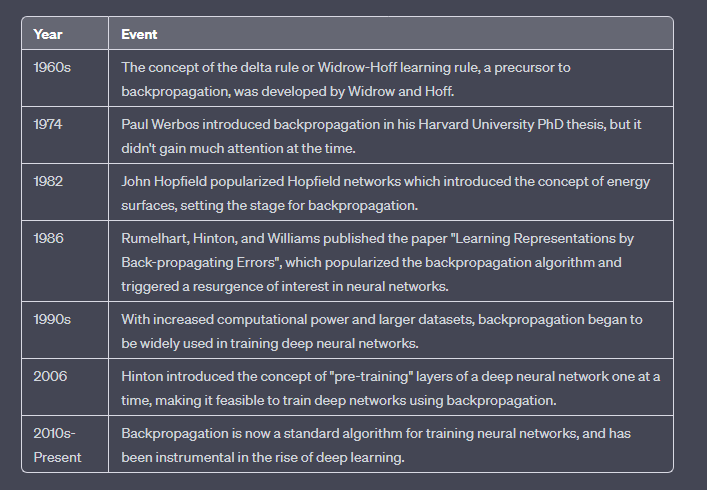 Year Event
1960s The concept of the delta rule or Widrow-Hoff learning rule, a precursor to
backpropagation, was developed by Widrow and Hoff.
1974 Paul Werbos introduced backpropagation in his Harvard University PhD thesis, but it
didn't gain much attention at the time.
1982 John Hopfield popularized Hopfield networks which introduced the concept of energy
surfaces, setting the stage for backpropagation.
1986 Rumelhart, Hinton, and Williams published the paper "Learning Representations by
Back-propagating Errors", which popularized the backpropagation algorithm and
triggered a resurgence of interest in neural networks.
1990s With increased computational power and larger datasets, backpropagation began to
be widely used in training deep neural networks.
2006 Hinton introduced the concept of "pre-training" layers of a deep neural network one at a
time, making it feasible to train deep networks using backpropagation.
2010s- Backpropagation is now a standard algorithm for training neural networks, and has
Present been instrumental in the rise of deep learning.